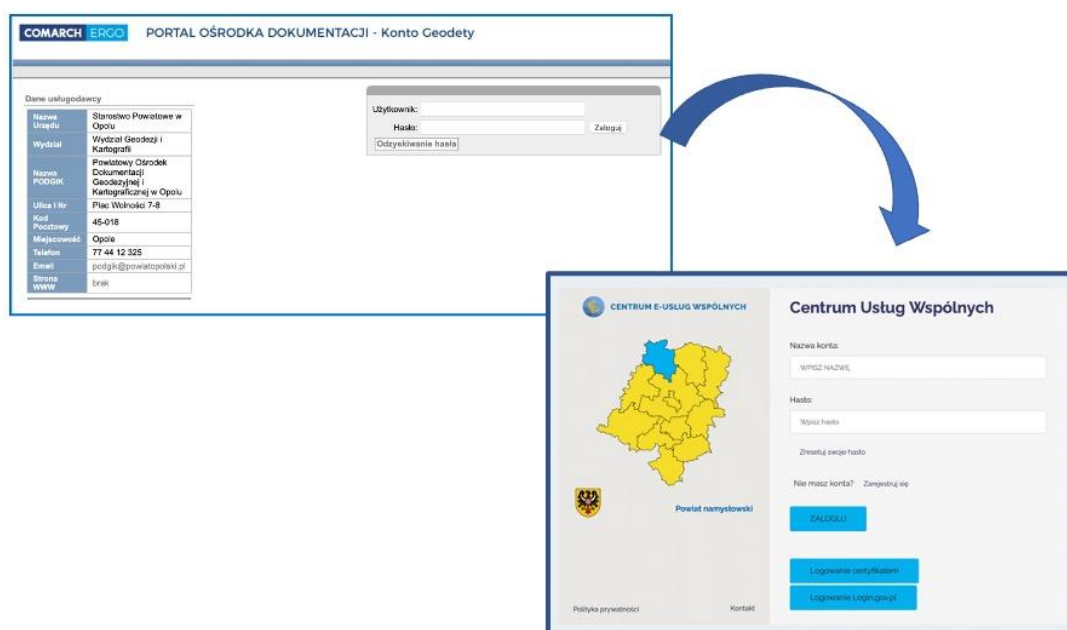 COMARCH ERGO PORTAL OŚRODKA DOKUMENTACJI - Konto Geodety
Dane usługodawcy
Nazwa Urzędu
Starostwo Powiatowe w Opolu
Wydział
Wydział Geodezji i Kartografii
Nazwa PODGIK
Powiatowy Ośrodek Dokumentacji Geodezyjnej i Kartograficznej w Opolu
Ulica i Nr
Plac Wolności 7-8
Kod Pocztowy
45-018
Miejscowość
Opole
Telefon
77 44 12 325
Email
podgik@powiatopolski.pl
Strona WWW
brak
Użytkownik:
Hasło:
Zaloguj
Odzyskiwanie hasła
CENTRUM E-USŁUG WSPÓLNYCH
Powiat namysłowski
Polityka prywatności
Kontakt
Centrum Usług Wspólnych
Nazwa konta:
WPISZ NAZWĘ
Hasło:
Wpisz hasło
Zresetuj swoje hasło
Nie masz konta? Zarejestruj się
ZALOGUJ
Logowanie certyfikatem
Logowanie Login.gov.pl